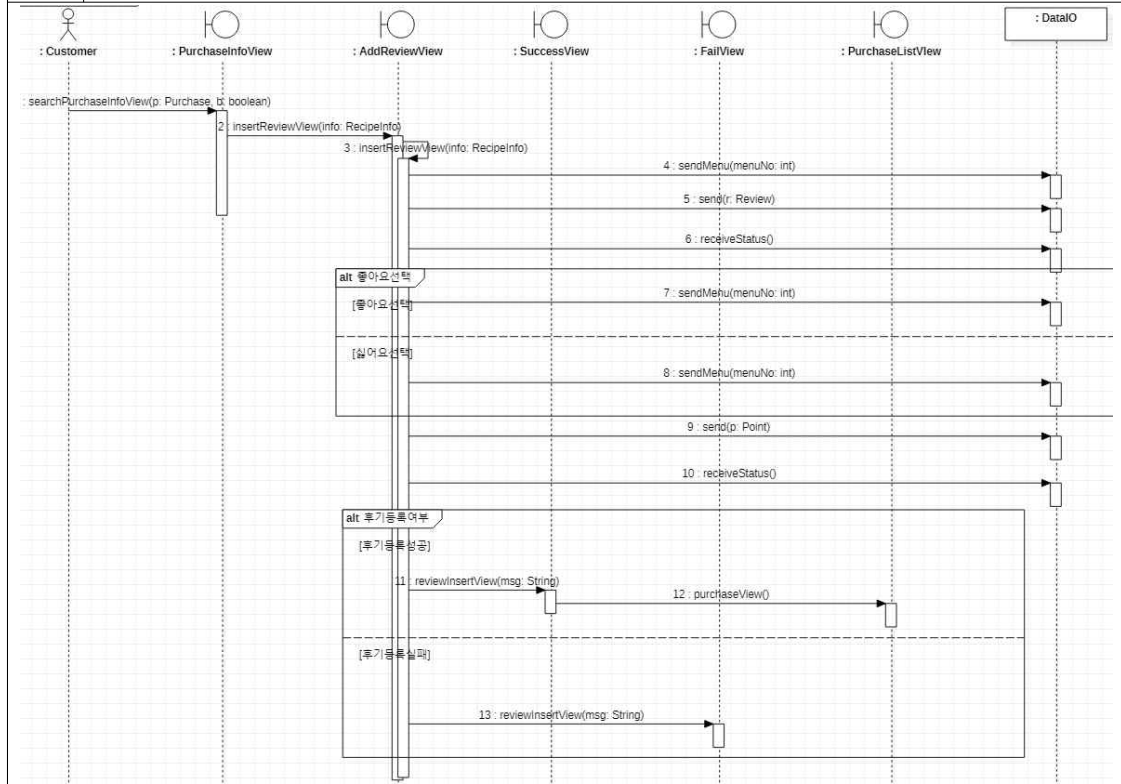 : Customer
: PurchaseInfoView
: AddReviewView
: SuccessView
: FailView
: PurchaseListVIew
: DataIO
: searchPurchaseInfoView(p: Purchase, b: boolean)
2 : insertReviewView(info: RecipeInfo)
3 : insertReviewView(info: RecipeInfo)
4 : sendMenu(menuNo: int)
5 : send(r: Review)
6 : receiveStatus()
alt 좋아요선택
7 : sendMenu(menuNo: int)
[좋아요선택]
[싫어요선택]
8 : sendMenu(menuNo: int)
9 : send(p: Point)
10 : receiveStatus()
alt 후기등록여부
[후기등록성공]
11 : reviewInsertView(msg: String)
12 : purchaseView()
[후기등록실패]
13 : reviewInsertView(msg: String)